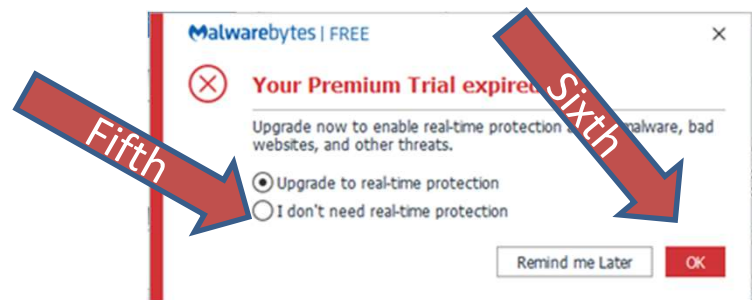 Malwarebytes | FREE
Your Premium Trial expired
Upgrade now to enable real-time protection malware, bad
websites, and other threats.
Upgrade to real-time protection
I don't need real-time protection
Remind me Later
OK
Fifth
Sixth